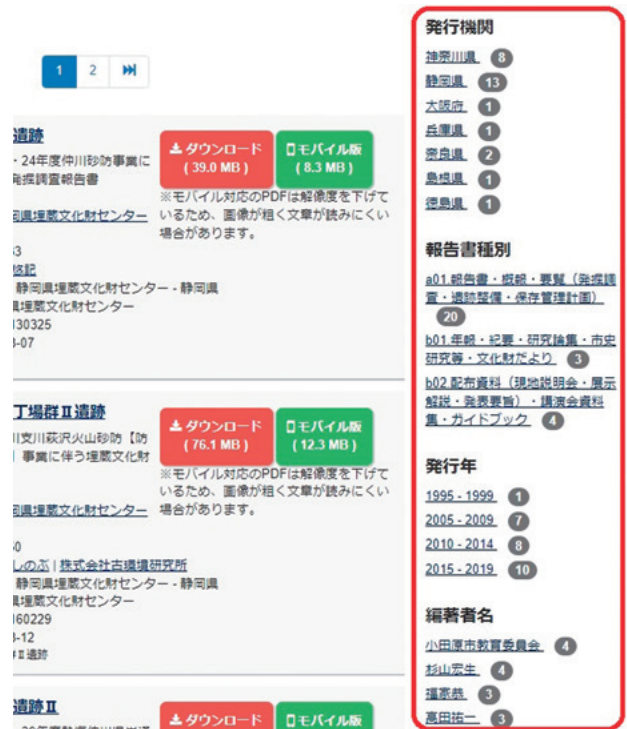 1 2
遺跡
・24年度仲川砂防事業に
発掘調査報告書
司県埋蔵文化財センター
33
悠記
静岡県埋蔵文化財センター - 静岡県
県埋蔵文化財センター
130325
3-07
ダウンロード
( 39.0 MB )
モバイル版
( 8.3 MB )
※モバイル対応のPDFは解像度を下げて
いるため、画像が粗く文章が読みにくい
場合があります。
丁場群Ⅱ遺跡
川支川萩沢火山砂防【防
事業に伴う埋蔵文化財
司県埋蔵文化財センター
しのぶ | 株式会社古環境研究所
静岡県埋蔵文化財センター - 静岡県
県埋蔵文化財センター
160229
3-12
Ⅱ遺跡
ダウンロード
( 76.1 MB )
モバイル版
( 12.3 MB )
※モバイル対応のPDFは解像度を下げて
いるため、画像が粗く文章が読みにくい
場合があります。
遺跡Ⅱ
ダウンロード
モバイル版
発行機関
神奈川県 8
静岡県 13
大阪府 1
兵庫県 1
奈良県 2
島根県 1
徳島県 1
報告書種別
a01.報告書・概報・要覧（発掘調
査・遺跡整備・保存管理計画）
20
b01.年報・紀要・研究論集・市史
研究等・文化財だより 3
b02.配布資料（現地説明会・展示
解説・発表要旨）・講演会資料
集・ガイドブック 4
発行年
1995 - 1999 1
2005 - 2009 7
2010 - 2014 8
2015 - 2019 10
編著者名
小田原市教育委員会 4
杉山宏生 4
福家恭 3
高田祐一 3